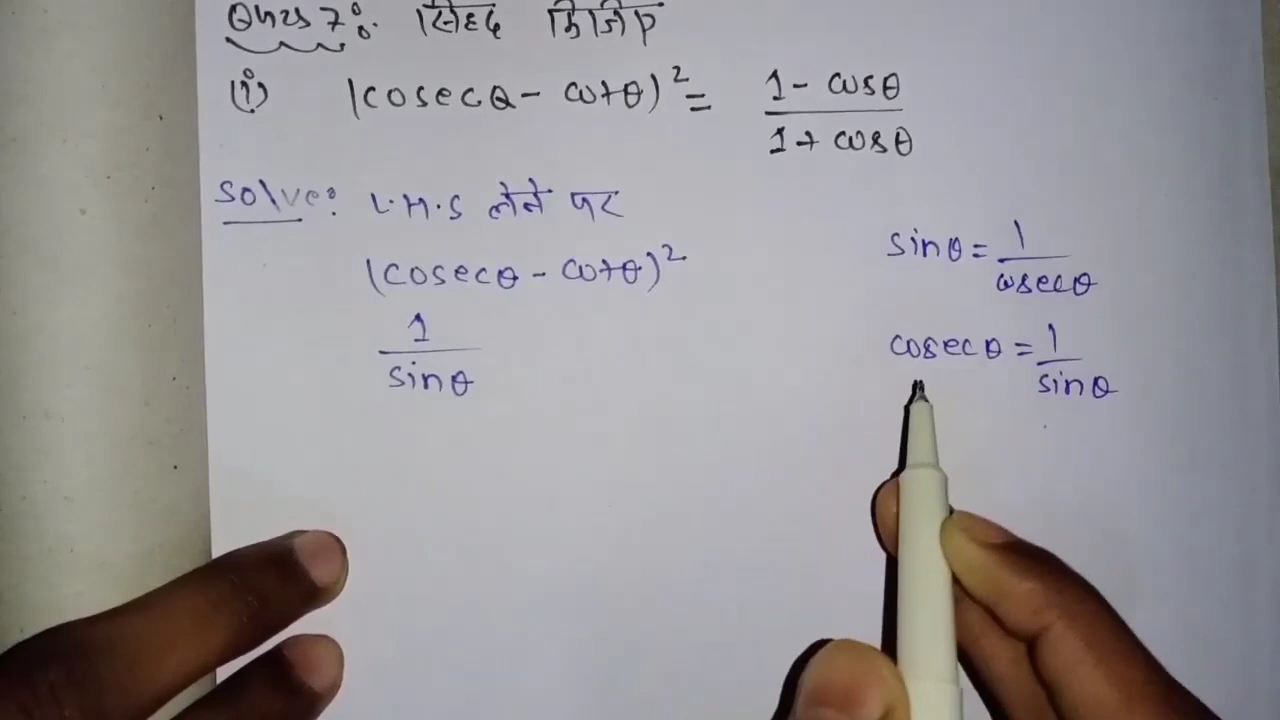 Ques 7: सिद्ध किजिए
(i) (cosecθ - cotθ)² = 1 - cosθ / 1 + cosθ
Solve: L.H.S लेने पर
(cosecθ - cotθ)²
1 / sinθ
sinθ = 1 / cosecθ
cosecθ = 1 / sinθ